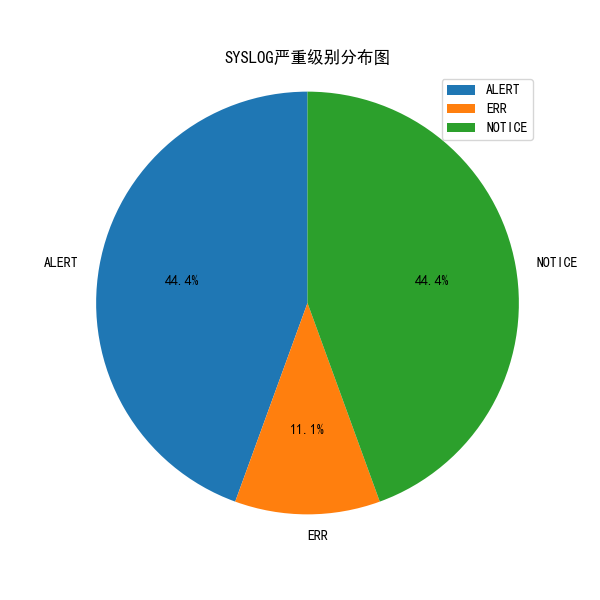 SYSLOG严重级别分布图
ALERT
ERR
NOTICE
ALERT
NOTICE
44.4%
44.4%
11.1%
ERR